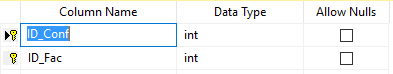 Column Name Data Type Allow Nulls
ID_Conf int
ID_Fac int